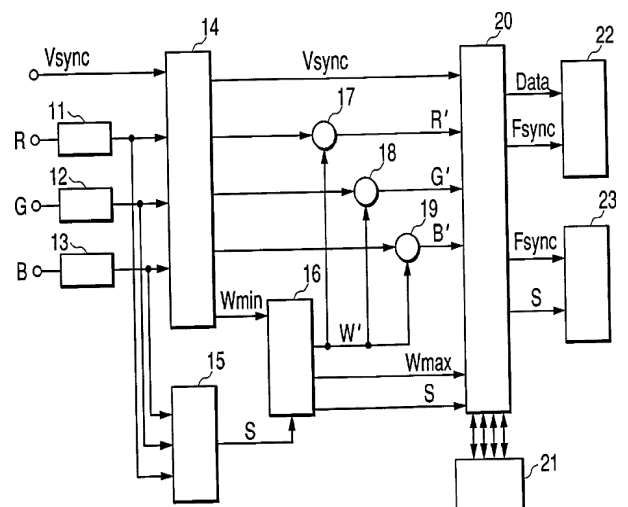 14
20
22
Vsync
Vsync
17
Data
11
R
R'
Fsync
12
18
G
G'
23
13
19
B
B'
Fsync
16
Wmin
S
W'
15
Wmax
S
S
21